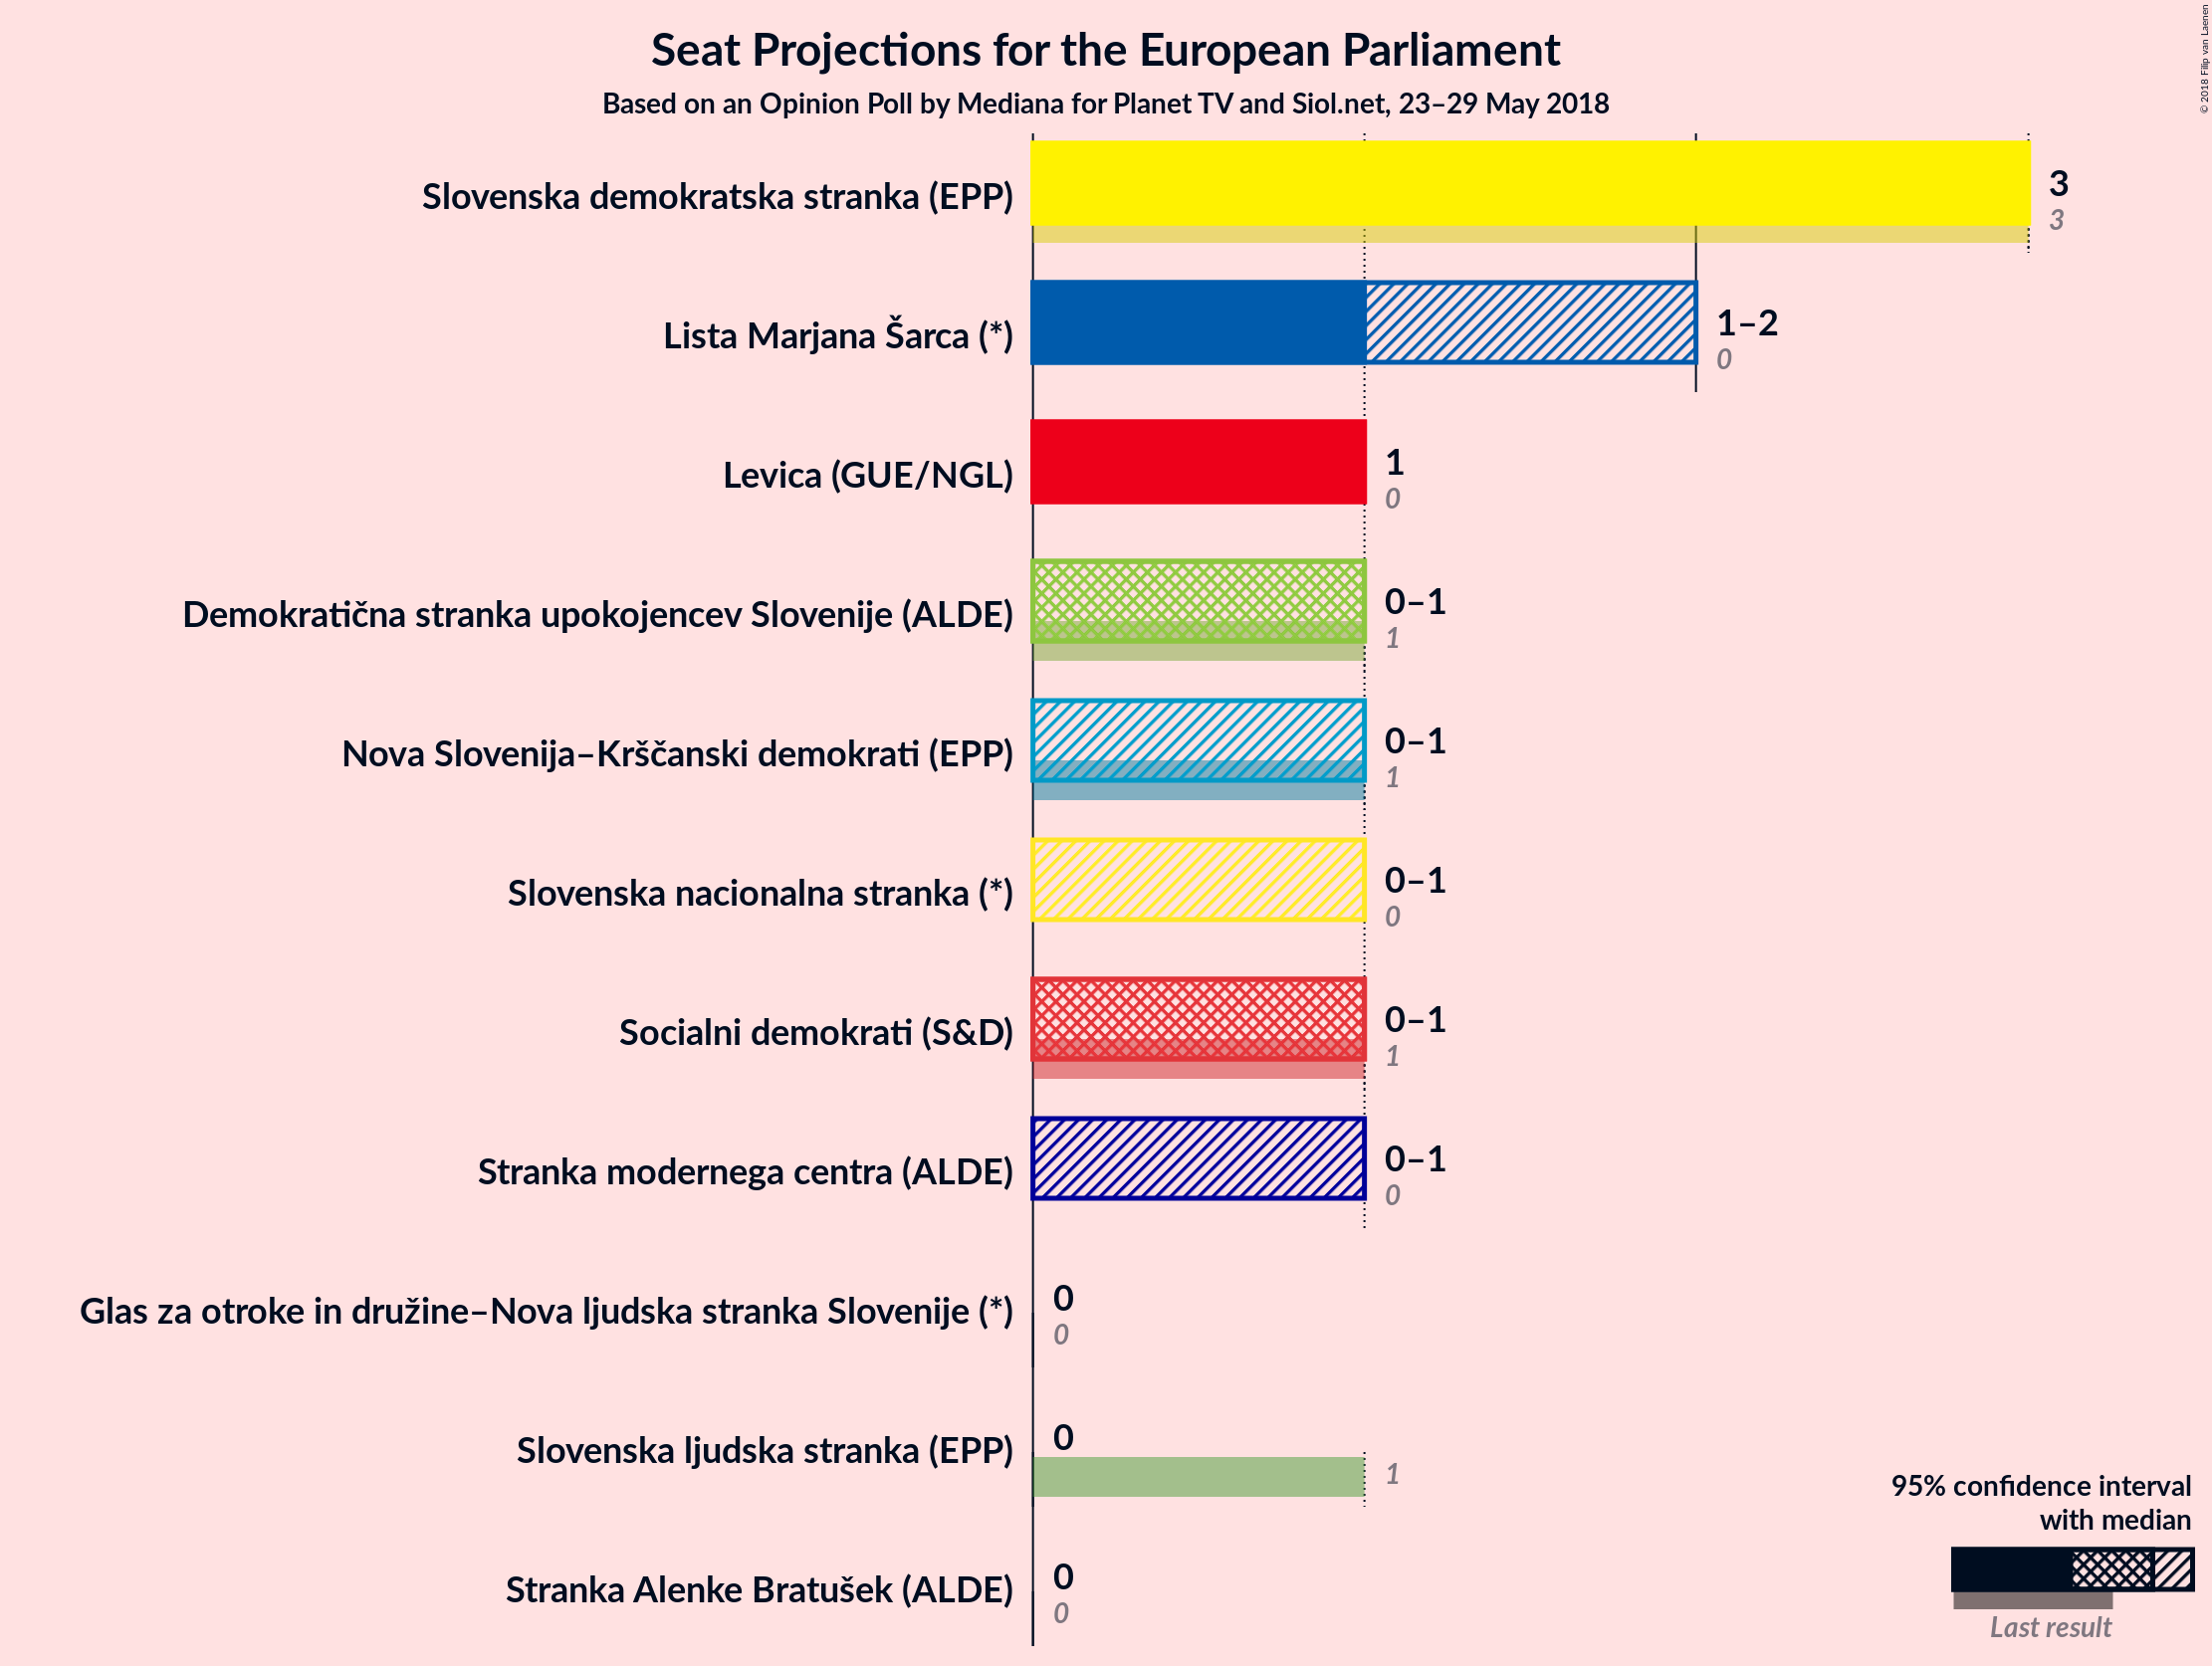 Seat Projections for the European Parliament
Based on an Opinion Poll by Mediana for Planet TV and Siol.net, 23–29 May 2018
© 2018 Filip van Laenen
Slovenska demokratska stranka (EPP)
3
3
Lista Marjana Šarca (*)
1–2
0
Levica (GUE/NGL)
1
0
Demokratična stranka upokojencev Slovenije (ALDE)
0–1
1
Nova Slovenija–Krščanski demokrati (EPP)
0–1
1
Slovenska nacionalna stranka (*)
0–1
0
Socialni demokrati (S&D)
0–1
1
Stranka modernega centra (ALDE)
0–1
0
Glas za otroke in družine–Nova ljudska stranka Slovenije (*)
0
0
Slovenska ljudska stranka (EPP)
0
1
Stranka Alenke Bratušek (ALDE)
0
0
95% confidence interval
with median
Last result